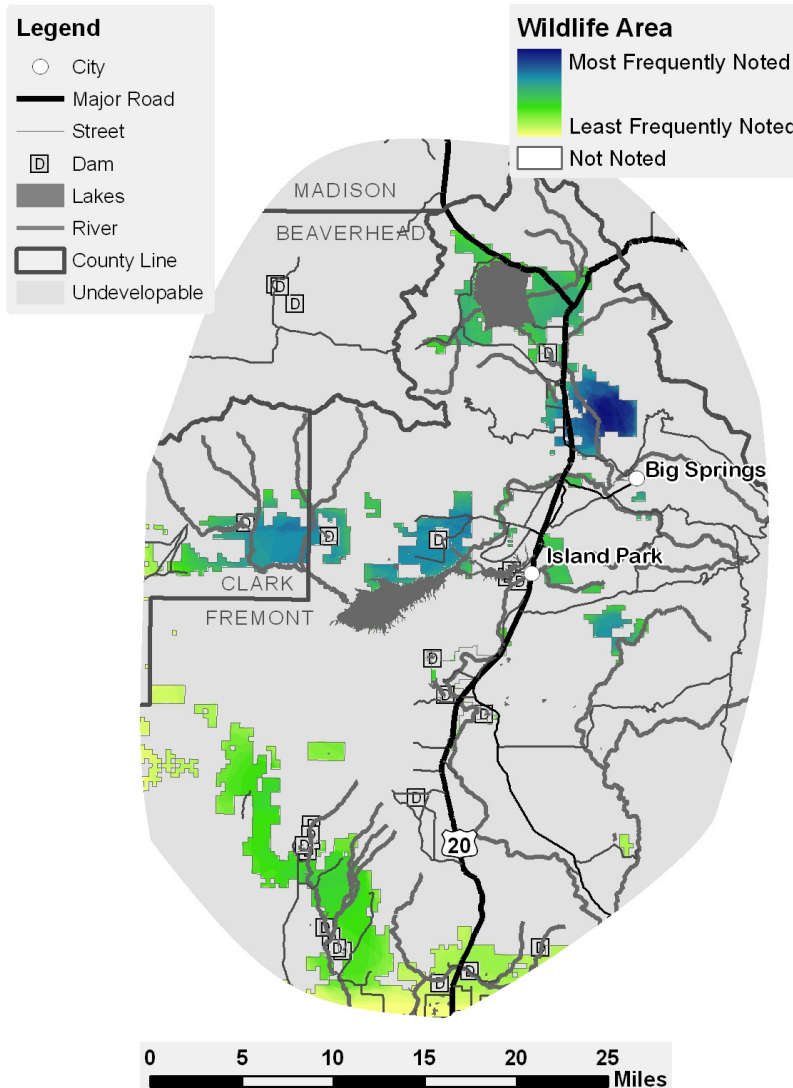 Legend
City
Major Road
Street
D Dam
Lakes
River
County Line
Undevelopable
Wildlife Area
Most Frequently Noted
Least Frequently Noted
Not Noted
MADISON
BEAVERHEAD
D
D
D
D
Big Springs
D
D
D
Island Park
D
D
D
CLARK
FREMONT
D
D
D
D
20
D
D
D
D
D
D
D
0 5 10 15 20 25
Miles